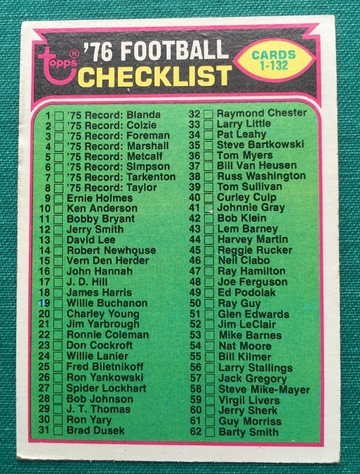 topps®
'76 FOOTBALL
CHECKLIST
CARDS
1-132
1 '75 Record: Blanda
2 '75 Record: Colzie
3 '75 Record: Foreman
4 '75 Record: Marshall
5 '75 Record: Metcalf
6 '75 Record: Simpson
7 '75 Record: Tarkenton
8 '75 Record: Taylor
9 Ernie Holmes
10 Ken Anderson
11 Bobby Bryant
12 Jerry Smith
13 David Lee
14 Robert Newhouse
15 Vern Den Herder
16 John Hannah
17 J. D. Hill
18 James Harris
19 Willie Buchanon
20 Charley Young
21 Jim Yarbrough
22 Ronnie Coleman
23 Don Cockroft
24 Willie Lanier
25 Fred Biletnikoff
26 Ron Yankowski
27 Spider Lockhart
28 Bob Johnson
29 J. T. Thomas
30 Ron Yary
31 Brad Dusek
32 Raymond Chester
33 Larry Little
34 Pat Leahy
35 Steve Bartkowski
36 Tom Myers
37 Bill Van Heusen
38 Russ Washington
39 Tom Sullivan
40 Curley Culp
41 Johnnie Gray
42 Bob Klein
43 Lem Barney
44 Harvey Martin
45 Reggie Rucker
46 Neil Clabo
47 Ray Hamilton
48 Joe Ferguson
49 Ed Podolak
50 Ray Guy
51 Glen Edwards
52 Jim LeClair
53 Mike Barnes
54 Nat Moore
55 Bill Kilmer
56 Larry Stallings
57 Jack Gregory
58 Steve Mike-Mayer
59 Virgil Livers
60 Jerry Sherk
61 Guy Morriss
62 Barty Smith